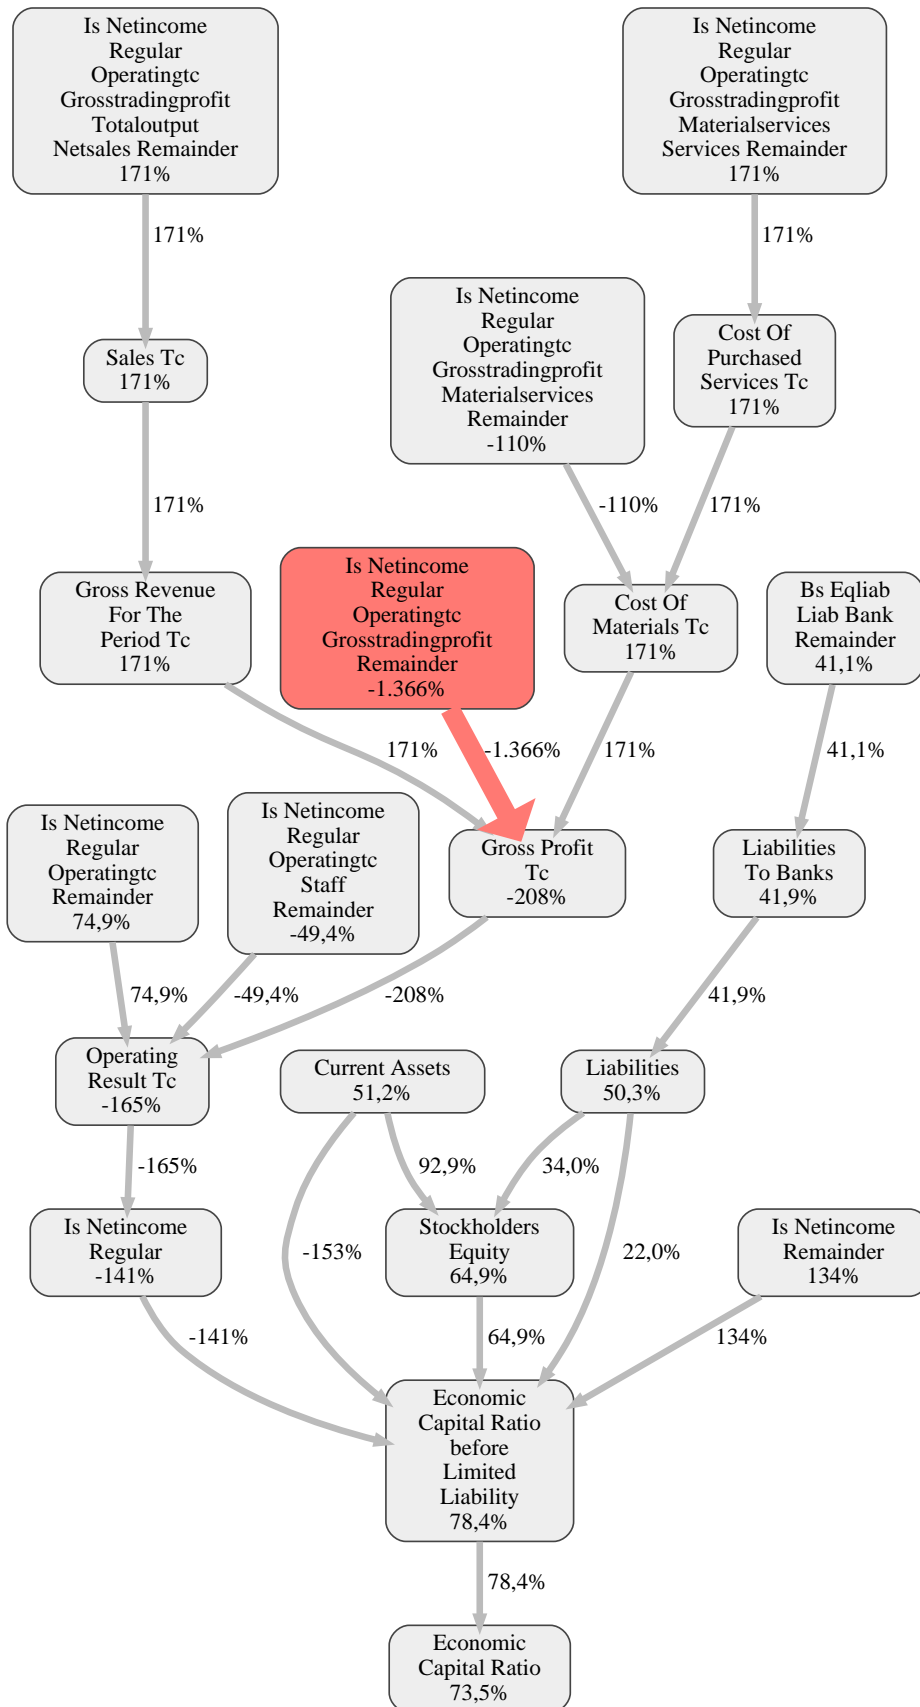 Is Netincome
Regular
Operatingtc
Grosstradingprofit
Totaloutput
Netsales Remainder
171%
Is Netincome
Regular
Operatingtc
Grosstradingprofit
Materialservices
Services Remainder
171%
171%
171%
Is Netincome
Regular
Operatingtc
Grosstradingprofit
Materialservices
Remainder
-110%
Cost Of
Purchased
Services Tc
171%
Sales Tc
171%
171%
-110%
171%
Gross Revenue
For The
Period Tc
171%
Is Netincome
Regular
Operatingtc
Grosstradingprofit
Remainder
-1.366%
Cost Of
Materials Tc
171%
Bs Eqliab
Liab Bank
Remainder
41,1%
171%
-1.366%
171%
41,1%
Is Netincome
Regular
Operatingtc
Remainder
74,9%
Is Netincome
Regular
Operatingtc
Staff
Remainder
-49,4%
Gross Profit
Tc
-208%
Liabilities
To Banks
41,9%
74,9%
-49,4%
-208%
41,9%
Operating
Result Tc
-165%
Current Assets
51,2%
Liabilities
50,3%
-165%
92,9%
34,0%
Is Netincome
Regular
-141%
-153%
Stockholders
Equity
64,9%
22,0%
Is Netincome
Remainder
134%
-141%
64,9%
134%
Economic
Capital Ratio
before
Limited
Liability
78,4%
78,4%
Economic
Capital Ratio
73,5%